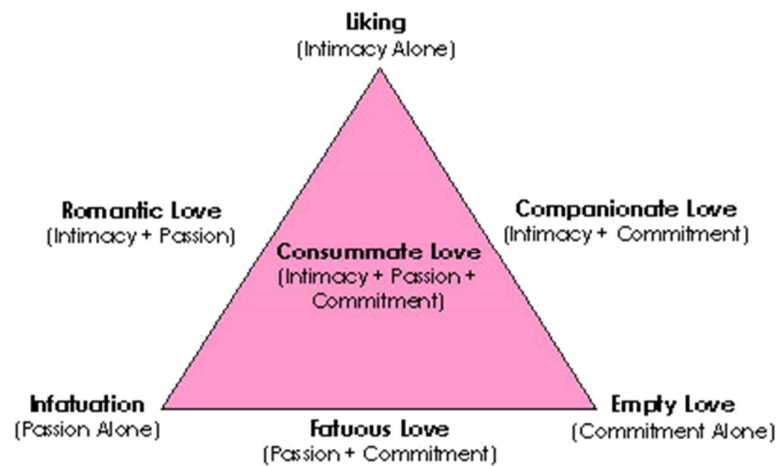 Liking
(Intimacy Alone)
Romantic Love
(Intimacy + Passion)
Companionate Love
(Intimacy + Commitment)
Consummate Love
(Intimacy + Passion +
Commitment)
Infatuation
(Passion Alone)
Fatuous Love
(Passion + Commitment)
Empty Love
(Commitment Alone)